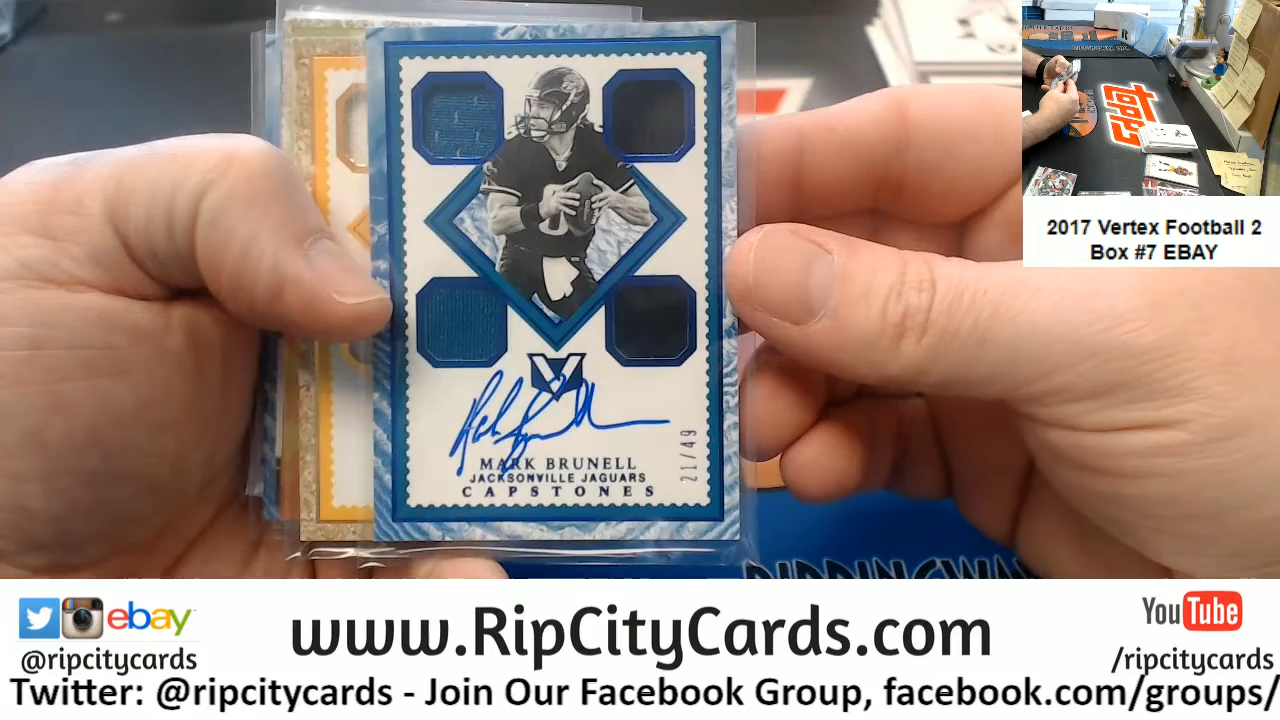 MARK BRUNELL
JACKSONVILLE JAGUARS
CAPSTONES
21/49
topps
2017 Vertex Football 2
Box #7 EBAY
ebay
@ripcitycards
www.RipCityCards.com
YouTube
/ripcitycards
Twitter: @ripcitycards - Join Our Facebook Group, facebook.com/groups/